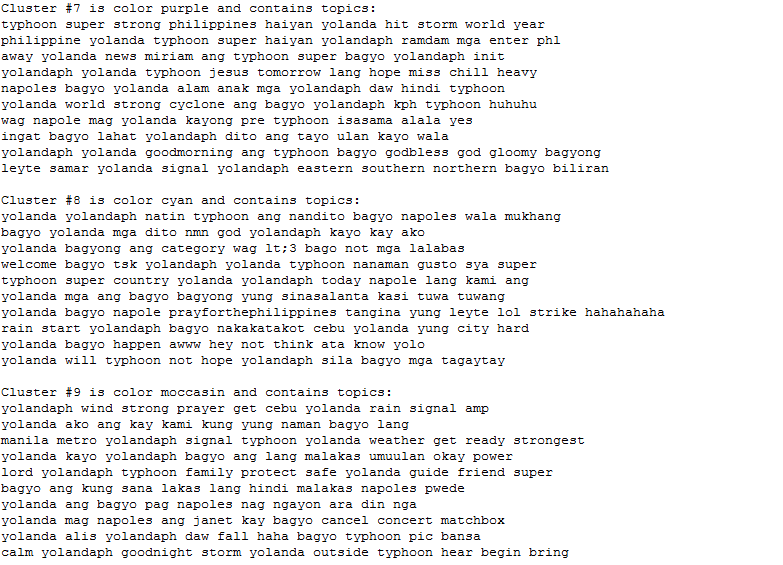 Cluster #7 is color purple and contains topics:
typhoon super strong philippines haiyan yolanda hit storm world year
philippine yolanda typhoon super haiyan yolandaph ramdam mga enter phl
away yolanda news miriam ang typhoon super bagyo yolandaph init
yolandaph yolanda typhoon jesus tomorrow lang hope miss chill heavy
napoles bagyo yolanda alam anak mga yolandaph daw hindi typhoon
yolanda world strong cyclone ang bagyo yolandaph kph typhoon huhuhu
wag napole mag yolanda kayong pre typhoon isasama alala yes
ingat bagyo lahat yolandaph dito ang tayo ulan kayo wala
yolandaph yolanda goodmorning ang typhoon bagyo godbless god gloomy bagyong
leyte samar yolanda signal yolandaph eastern southern northern bagyo biliran

Cluster #8 is color cyan and contains topics:
yolanda yolandaph natin typhoon ang nandito bagyo napoles wala mukhang
bagyo yolanda mga dito nmn god yolandaph kayo kay ako
yolanda bagyong ang category wag lt;3 bago not mga lalabas
welcome bagyo tsk yolandaph yolanda typhoon nanaman gusto sya super
typhoon super country yolanda yolandaph today napole lang kami ang
yolanda mga ang bagyo bagyong yung sinasalanta kasi tuwa tuwang
yolanda bagyo napole prayforthephilippines tangina yung leyte lol strike hahahahaha
rain start yolandaph bagyo nakakatakot cebu yolanda yung city hard
yolanda bagyo happen awww hey not think ata know yolo
yolanda will typhoon not hope yolandaph sila bagyo mga tagaytay

Cluster #9 is color moccasin and contains topics:
yolandaph wind strong prayer get cebu yolanda rain signal amp
yolanda ako ang kay kami kung yung naman bagyo lang
manila metro yolandaph signal typhoon yolanda weather get ready strongest
yolanda kayo yolandaph bagyo ang lang malakas umuulan okay power
lord yolandaph typhoon family protect safe yolanda guide friend super
bagyo ang kung sana lakas lang hindi malakas napoles pwede
yolanda ang bagyo pag napoles nag ngayon ara din nga
yolanda mag napoles ang janet kay bagyo cancel concert matchbox
yolanda alis yolandaph daw fall haha bagyo typhoon pic bansa
calm yolandaph goodnight storm yolanda outside typhoon hear begin bring